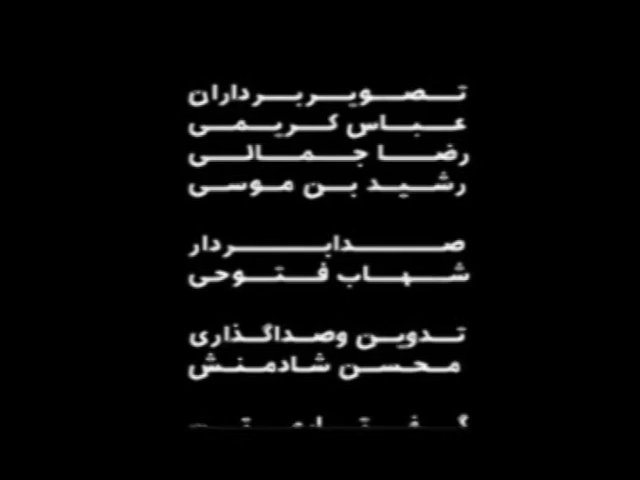 تصویربرداران
عباس کریمی
رضا جمالی
رشید بن موسی
صدابردار
شهاب فتوحی
تدوین وصداگذاری
محسن شادمنش